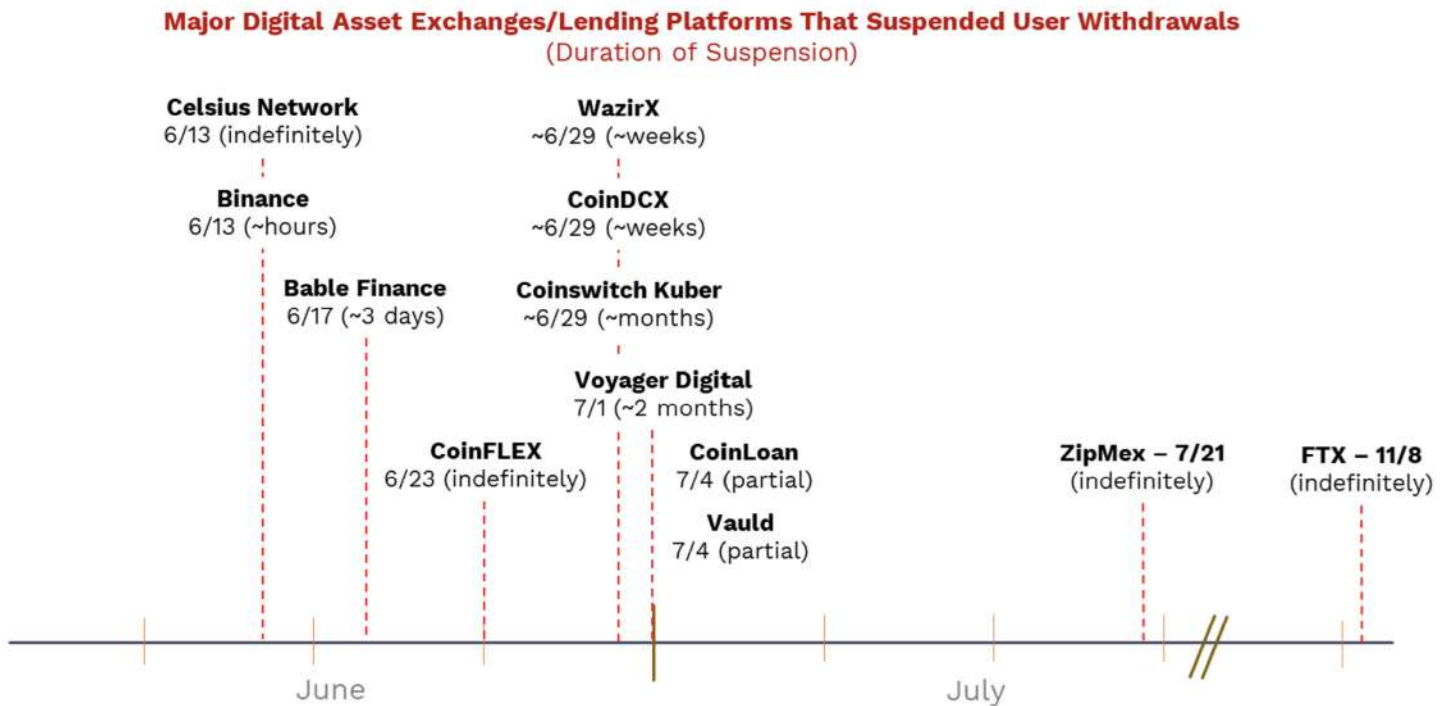 Major Digital Asset Exchanges/Lending Platforms That Suspended User Withdrawals
(Duration of Suspension)
Celsius Network
6/13 (indefinitely)
Binance
6/13 (~hours)
Bable Finance
6/17 (~3 days)
CoinFLEX
6/23 (indefinitely)
WazirX
~6/29 (~weeks)
CoinDCX
~6/29 (~weeks)
Coinswitch Kuber
~6/29 (~months)
Voyager Digital
7/1 (~2 months)
CoinLoan
7/4 (partial)
Vauld
7/4 (partial)
ZipMex – 7/21
(indefinitely)
FTX – 11/8
(indefinitely)
June
July